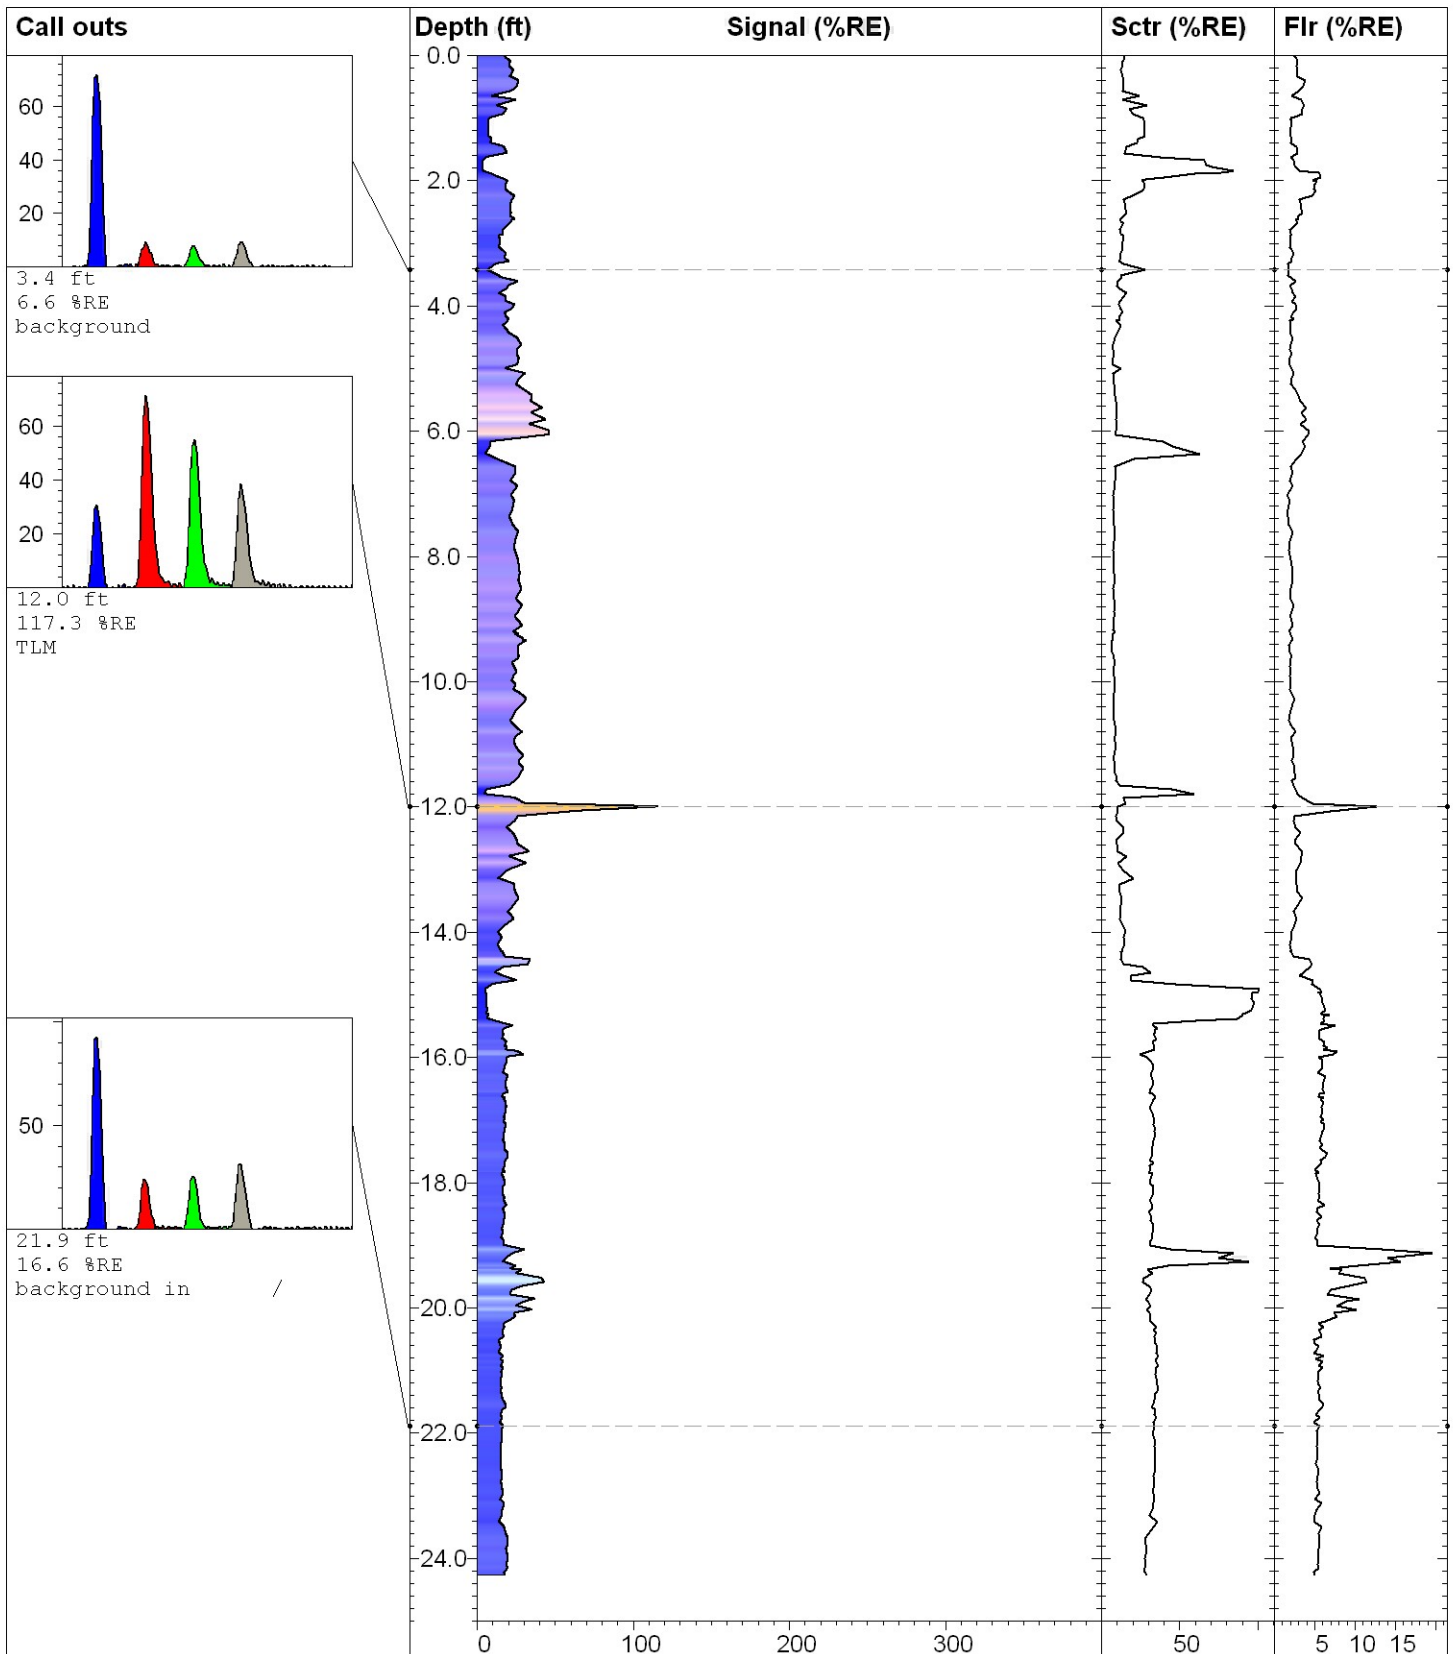 Call outs
Depth (ft)
Signal (%RE)
Sctr (%RE)
Flr (%RE)
60
40
20
3.4 ft
6.6 %RE
background
60
40
20
12.0 ft
117.3 %RE
TLM
50
21.9 ft
16.6 %RE
background in /
0.0
2.0
4.0
6.0
8.0
10.0
12.0
14.0
16.0
18.0
20.0
22.0
24.0
0 100 200 300
50
5 10 15